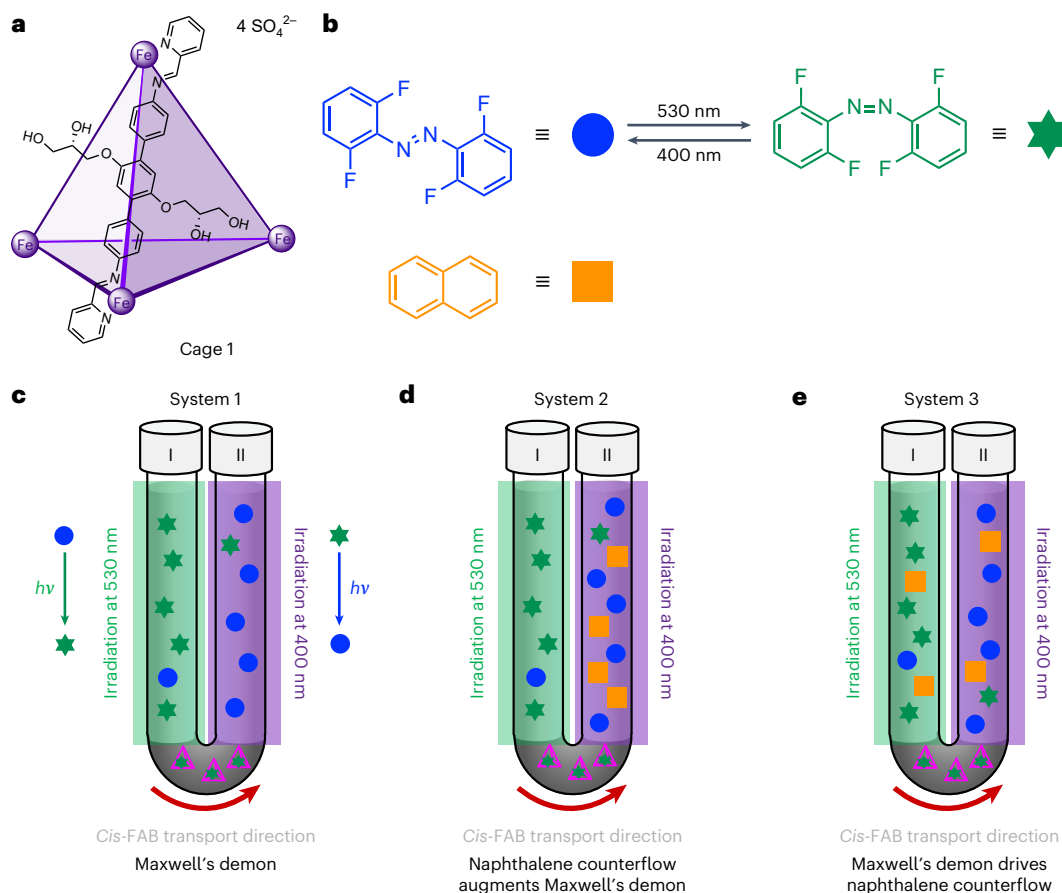 a
4 SO₄²⁻
Fe
N
N
HO
OH
HO
O
O
OH
OH
Fe
Fe
N
Fe
N
Cage 1
b
F
F
N=N
F
F
≡
530 nm
400 nm
F
F
N=N
F
F
≡
≡
c
System 1
I
II
hν
Irradiation at 530 nm
Irradiation at 400 nm
hν
Cis-FAB transport direction
Maxwell's demon
d
System 2
I
II
Irradiation at 530 nm
Irradiation at 400 nm
Cis-FAB transport direction
Naphthalene counterflow
augments Maxwell's demon
e
System 3
I
II
Irradiation at 530 nm
Irradiation at 400 nm
Cis-FAB transport direction
Maxwell's demon drives
naphthalene counterflow